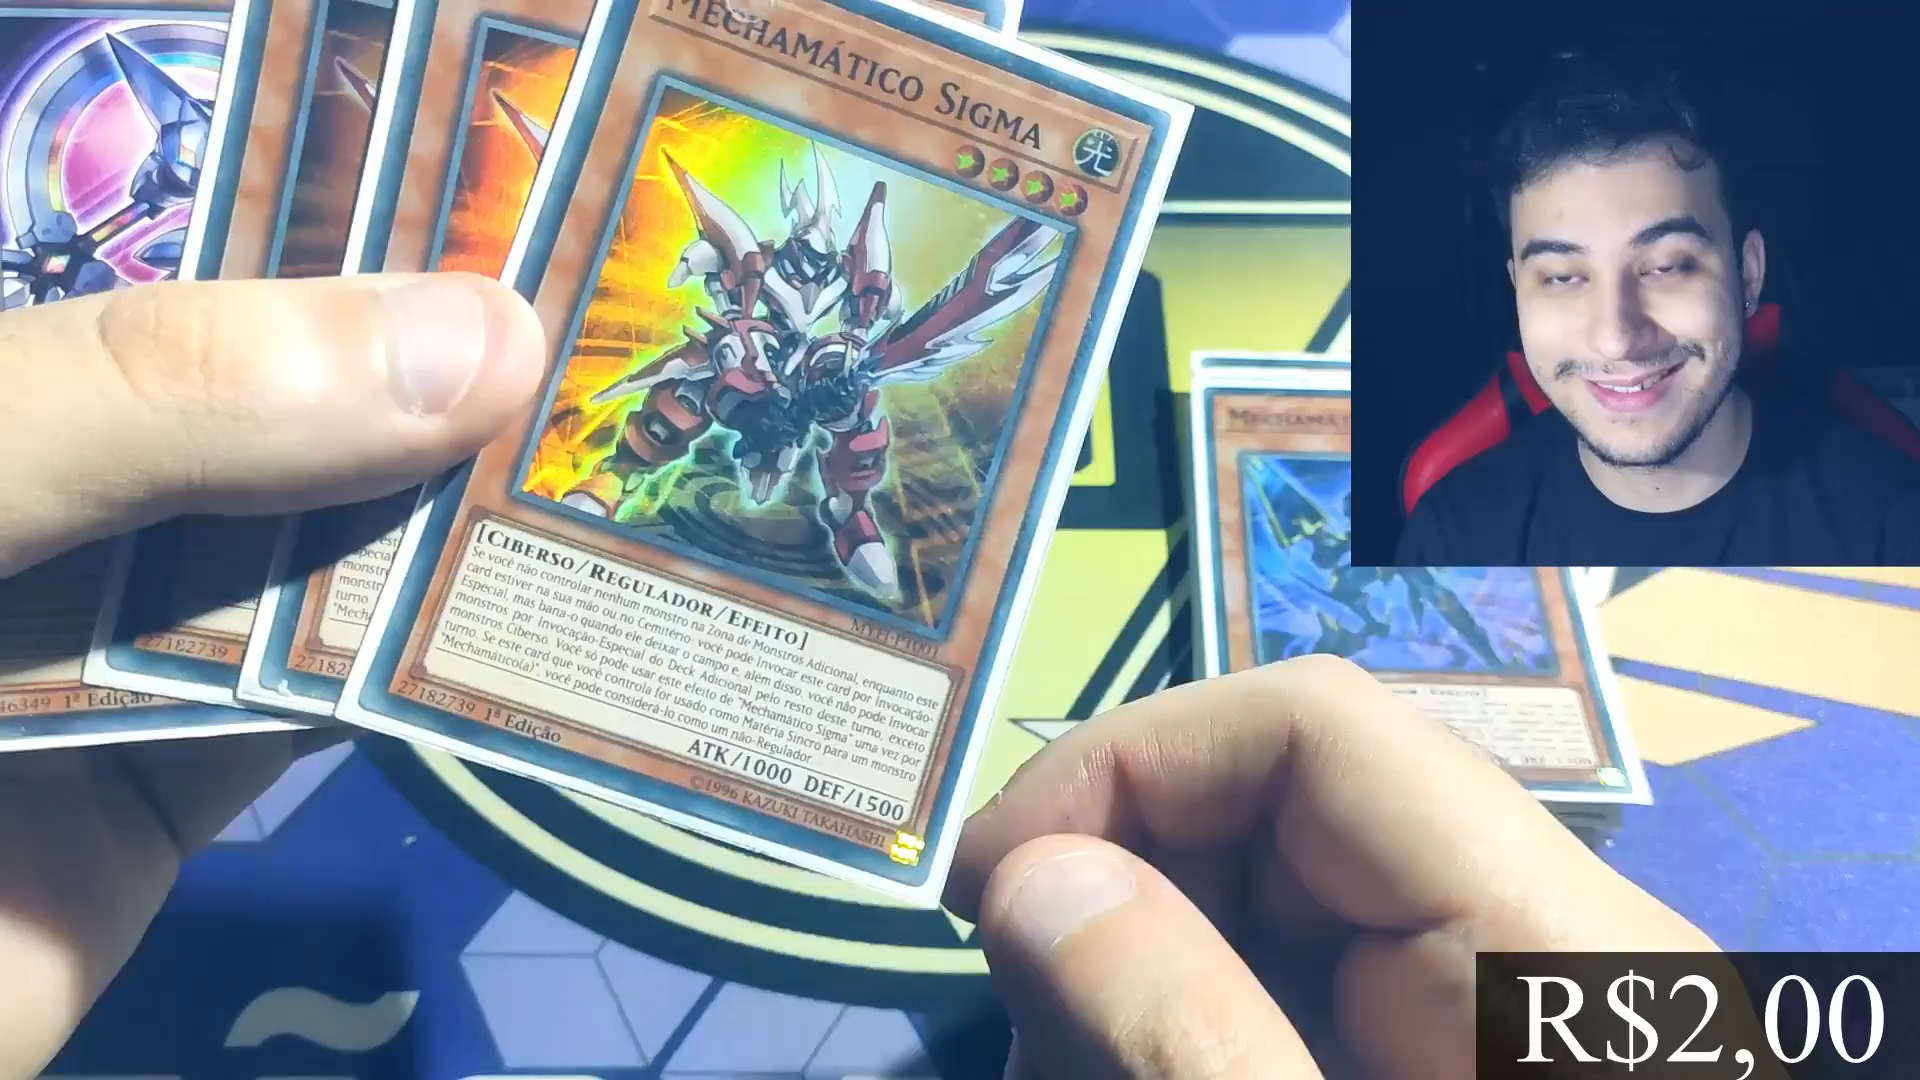 MECHAMÁTICO SIGMA
光
[CIBERSO/REGULADOR/EFEITO]
MYFI-PT001
Se você não controlar nenhum monstro na Zona de Monstros Adicional, enquanto este
card estiver na sua mão ou no Cemitério: você pode Invocar este card por Invocação-
Especial, mas bana-o quando ele deixar o campo e, além disso, você não pode Invocar
monstros por Invocação-Especial do Deck Adicional pelo resto deste turno, exceto
monstros Ciberso. Você só pode usar este efeito de "Mechamático Sigma" uma vez por
turno. Se este card que você controla for usado como Matéria Sincro para um monstro
"Mechamático(a)", você pode considerá-lo como um não-Regulador.
ATK/1000 DEF/1500
27182739 1ª Edição
©1996 KAZUKI TAKAHASHI
27182
27182739
46349 1ª Edição
MECHAMÁ
R$2,00